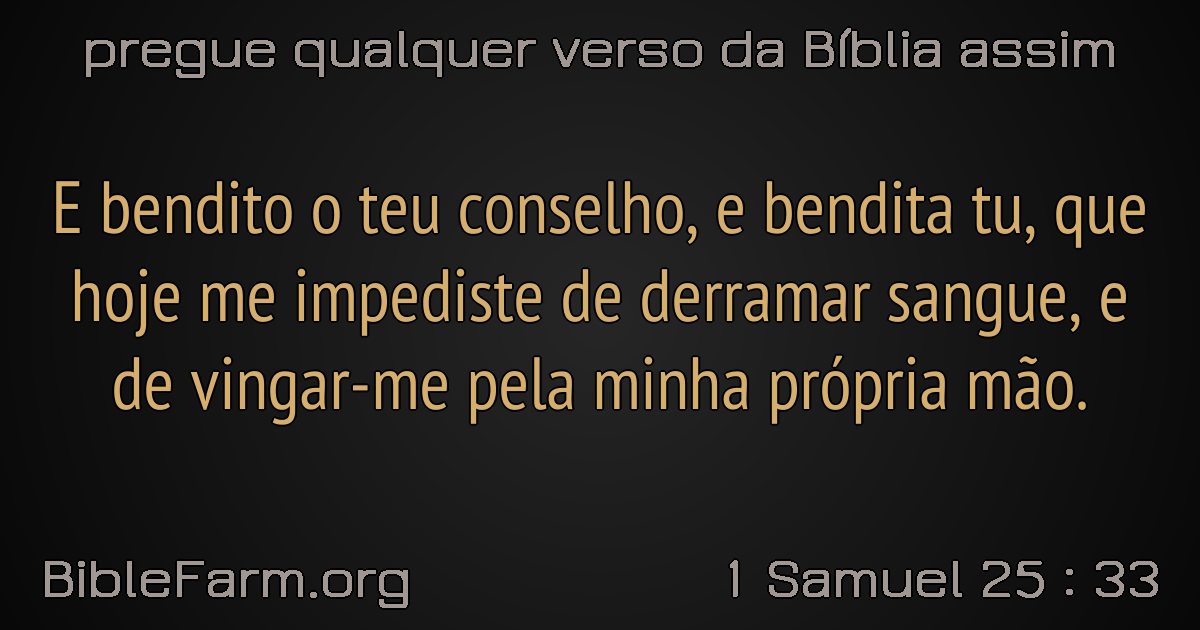 pregue qualquer verso da Bíblia assim
E bendito o teu conselho, e bendita tu, que
hoje me impediste de derramar sangue, e
de vingar-me pela minha própria mão.
BibleFarm.org
1 Samuel 25 : 33